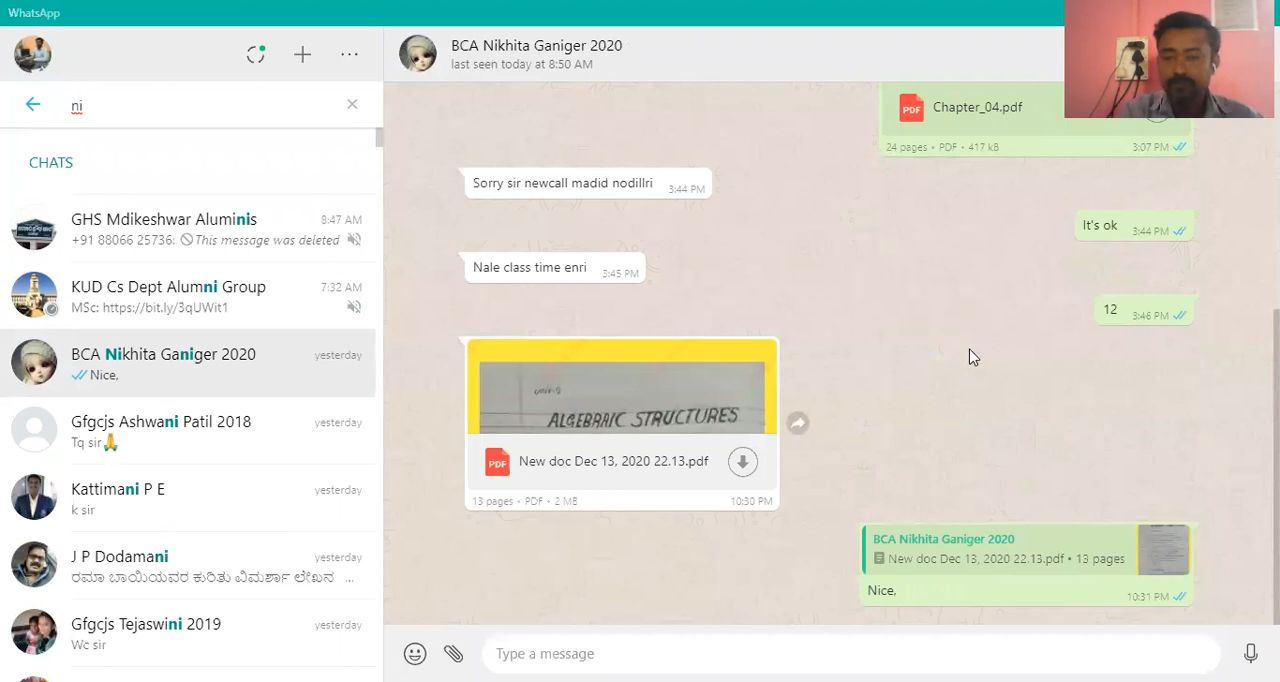 WhatsApp
ni
CHATS
GHS Mdikeshwar Aluminis
8:47 AM
+91 88066 25736: This message was deleted
KUD Cs Dept Alumni Group
7:32 AM
MSc: https://bit.ly/3qUWit1
BCA Nikhita Ganiger 2020
yesterday
Nice,
Gfgcjs Ashwani Patil 2018
yesterday
Tq sir🙏
Kattimani P E
yesterday
k sir
J P Dodamani
yesterday
ರಮಾ ಬಾಯಿಯವರ ಕುರಿತು ವಿಮರ್ಶಾ ಲೇಖನ ...
Gfgcjs Tejaswini 2019
yesterday
Wc sir
BCA Nikhita Ganiger 2020
last seen today at 8:50 AM
PDF
Chapter_04.pdf
24 pages • PDF • 417 kB
3:07 PM
Sorry sir newcall madid nodillri
3:44 PM
It's ok
3:44 PM
Nale class time enri
3:45 PM
12
3:46 PM
ALGEBRAIC STRUCTURES
PDF
New doc Dec 13, 2020 22.13.pdf
13 pages • PDF • 2 MB
10:30 PM
BCA Nikhita Ganiger 2020
New doc Dec 13, 2020 22.13.pdf • 13 pages
Nice,
10:31 PM
Type a message